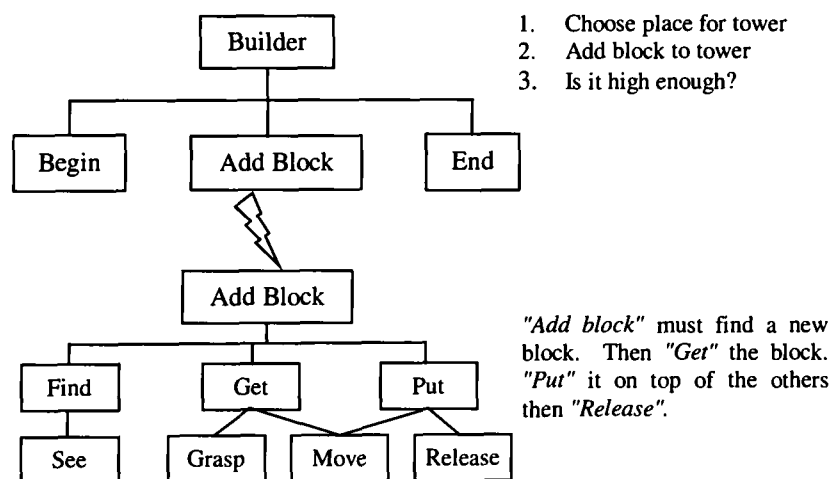 Builder
1. Choose place for tower
2. Add block to tower
3. Is it high enough?
Begin
Add Block
End
Add Block
"Add block" must find a new
block. Then "Get" the block.
"Put" it on top of the others
then "Release".
Find
Get
Put
See
Grasp
Move
Release